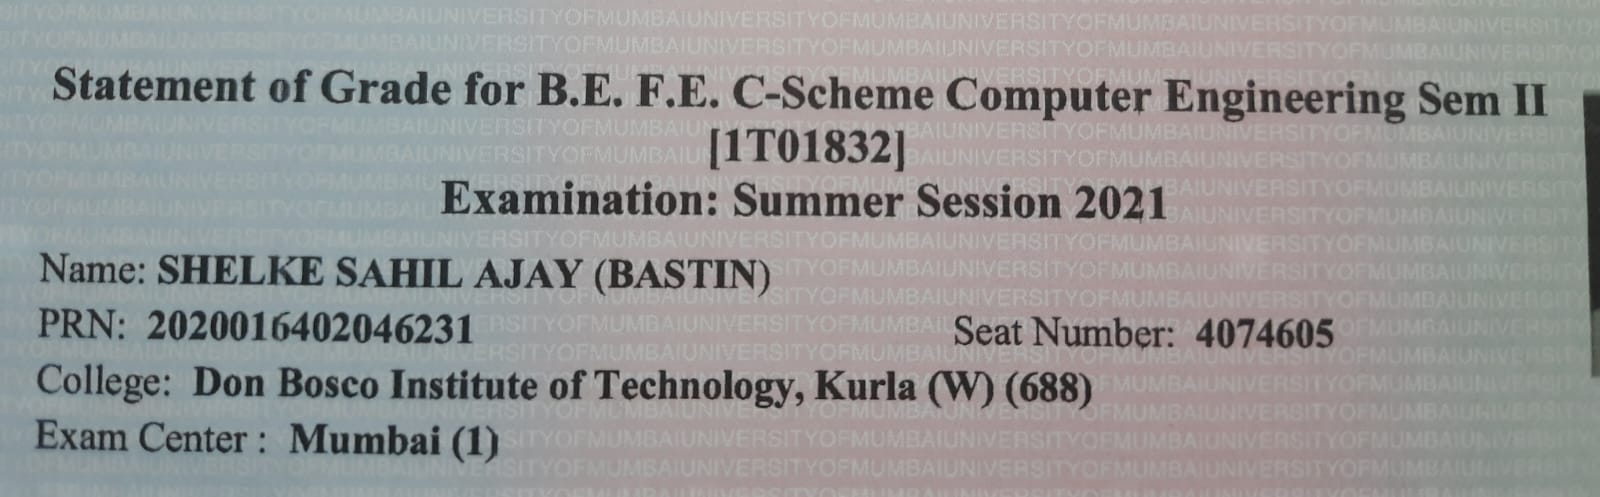 Statement of Grade for B.E. F.E. C-Scheme Computer Engineering Sem II
[1T01832]
Examination: Summer Session 2021
Name: SHELKE SAHIL AJAY (BASTIN)
PRN: 2020016402046231 Seat Number: 4074605
College: Don Bosco Institute of Technology, Kurla (W) (688)
Exam Center : Mumbai (1)